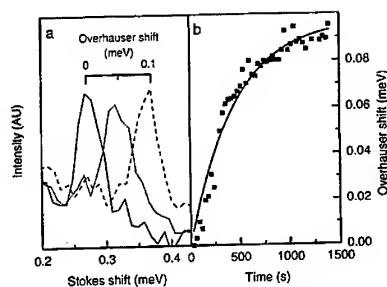 a
Overhauser shift
(meV)
0 0.1
Intensity (AU)
0.2 0.3 0.4
Stokes shift (meV)
b
0.08
0.06
0.04
0.02
0.00
Overhauser shift (meV)
0 500 1000 1500
Time (s)